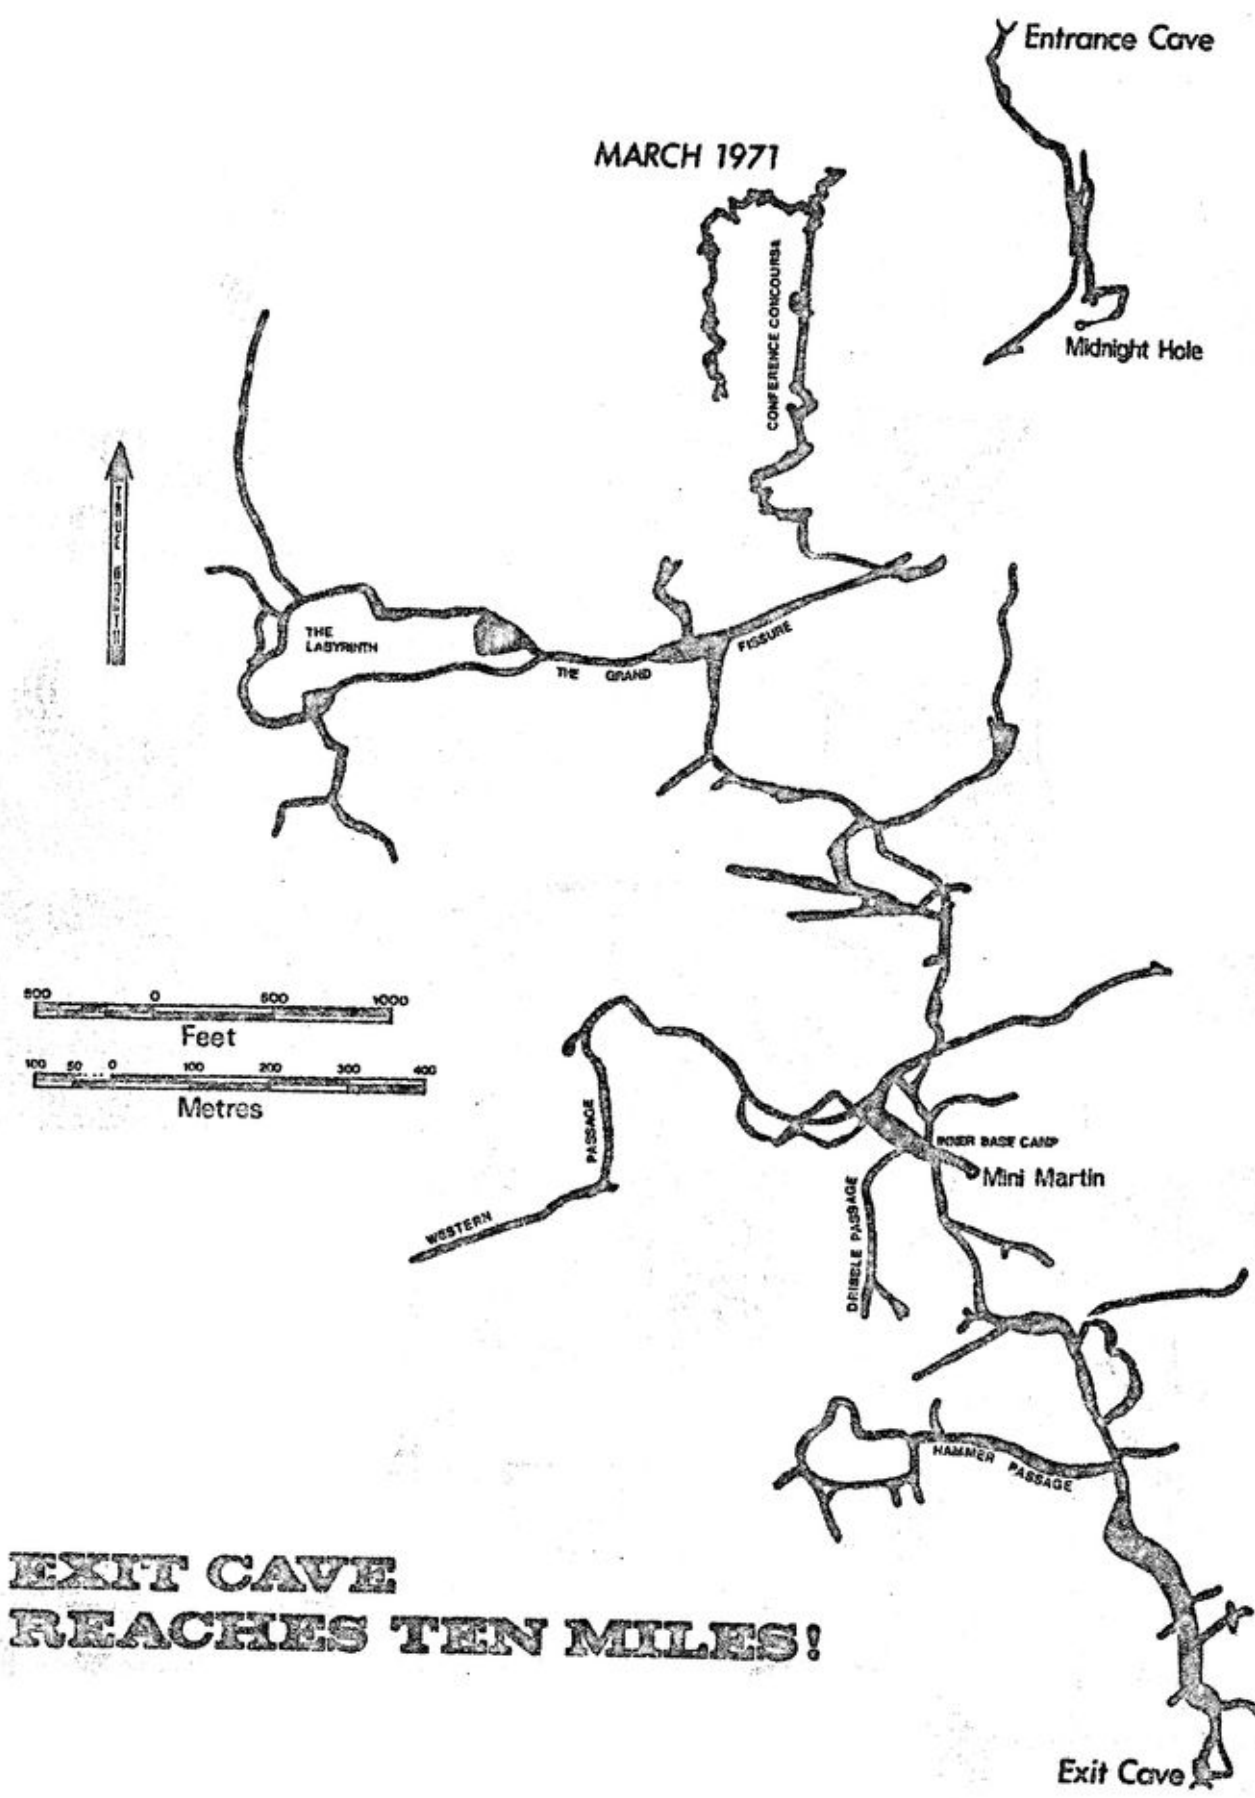 Entrance Cave
MARCH 1971
CONFERENCE CONCOURSE
Midnight Hole
TRUE NORTH
THE
LABYRINTH
FISSURE
THE GRAND
500 0 500 1000
Feet
100 50 0 100 200 300 400
Metres
PASSAGE
INNER BASE CAMP
Mini Martin
WESTERN
DRIBBLE PASSAGE
HAMMER PASSAGE
EXIT CAVE
REACHES TEN MILES!
Exit Cave